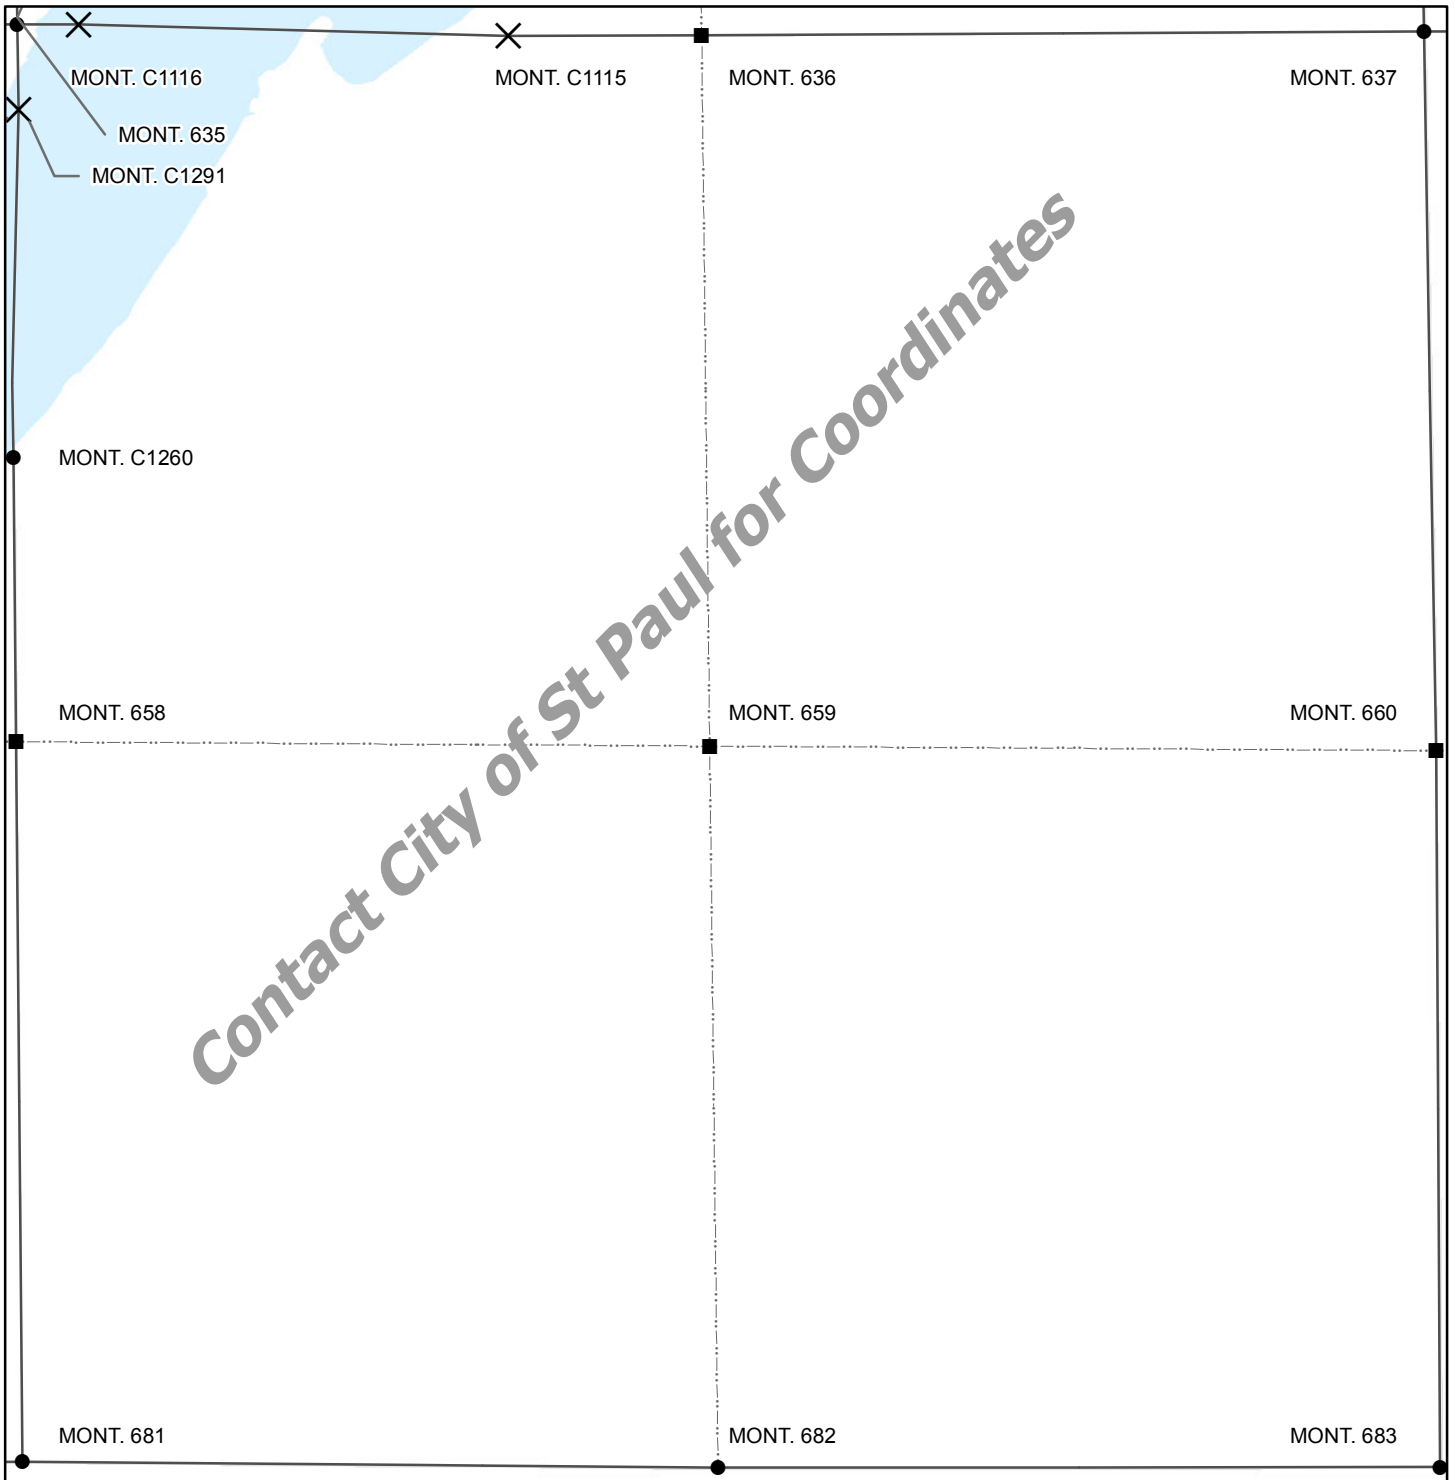 MONT. C1116
MONT. C1115
MONT. 636
MONT. 637
MONT. 635
MONT. C1291
Contact City of St Paul for Coordinates
MONT. C1260
MONT. 658
MONT. 659
MONT. 660
MONT. 681
MONT. 682
MONT. 683